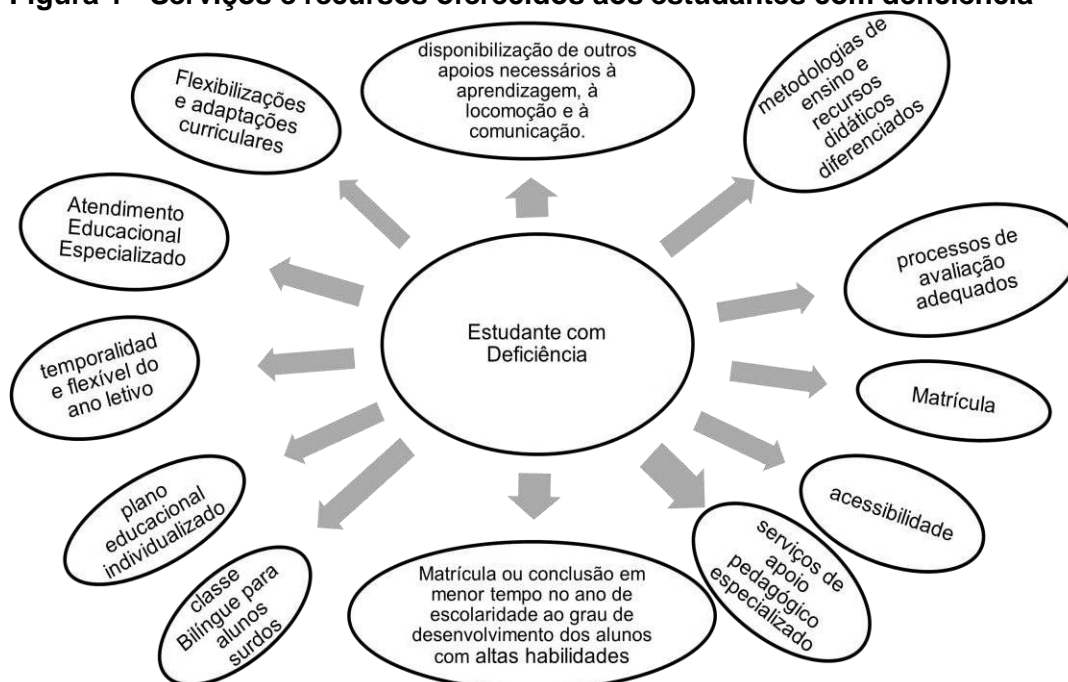 Figura 1 - Serviços e recursos oferecidos aos estudantes com deficiência
disponibilização de outros
apoios necessários à
aprendizagem, à
locomoção e à
comunicação.
metodologias de
ensino e
recursos
didáticos
diferenciados
processos de
avaliação
adequados
Matrícula
acessibilidade
serviços de
apoio
pedagógico
especializado
Matrícula ou conclusão em
menor tempo no ano de
escolaridade ao grau de
desenvolvimento dos alunos
com altas habilidades
classe
Bilíngue para
alunos
surdos
plano
educacional
individualizado
temporalidad
e flexível do
ano letivo
Atendimento
Educacional
Especializado
Flexibilizações
e adaptações
curriculares
Estudante com
Deficiência